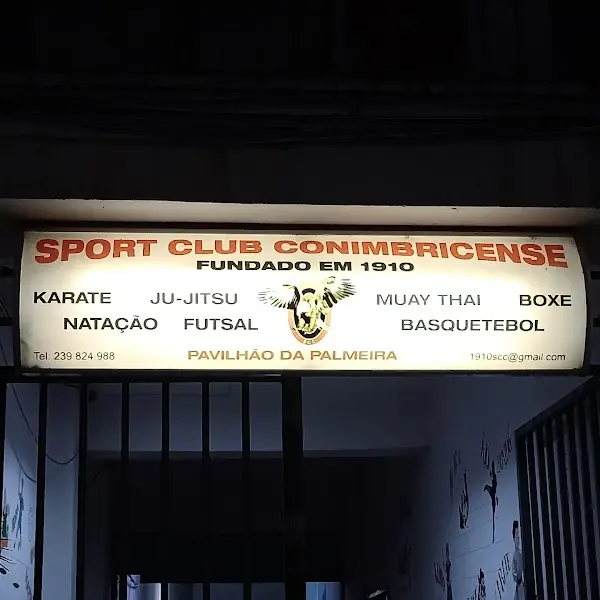 SPORT CLUB CONIMBRICENSE
FUNDADO EM 1910
KARATE JU-JITSU MUAY THAI BOXE
NATAÇÃO FUTSAL BASQUETEBOL
Tel: 239 824 988 PAVILHÃO DA PALMEIRA 1910scc@gmail.com